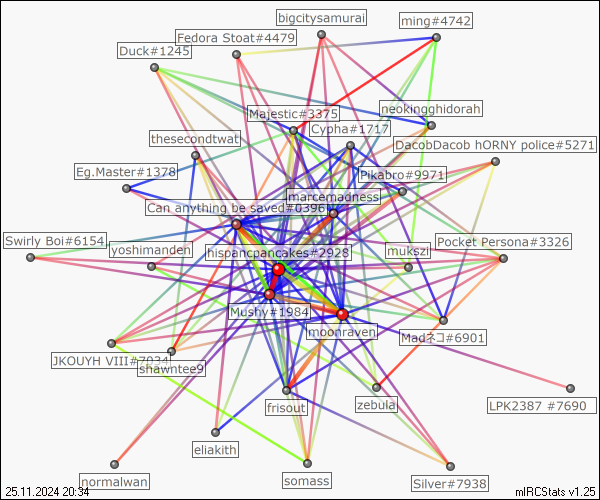 bigcitysamurai
ming#4742
Fedora Stoat#4479
Duck#1245
neokingghidorah
Majestic#3375
Cypha#1717
thesecondtwat
DacobDacob hORNY police#5271
Eg.Master#1378
Pikabro#9971
marcemadness
Can anything be saved#0396
Swirly Boi#6154
yoshimanden
hispancpancakes#2928
mukszi
Pocket Persona#3326
Mushy#1984
moonraven
Madネコ#6901
JKOUYH VIII#7034
shawntee9
frisout
zebula
LPK2387 #7690
eliakith
normalwan
somass
Silver#7938
25.11.2024 20:34
mIRCStats v1.25